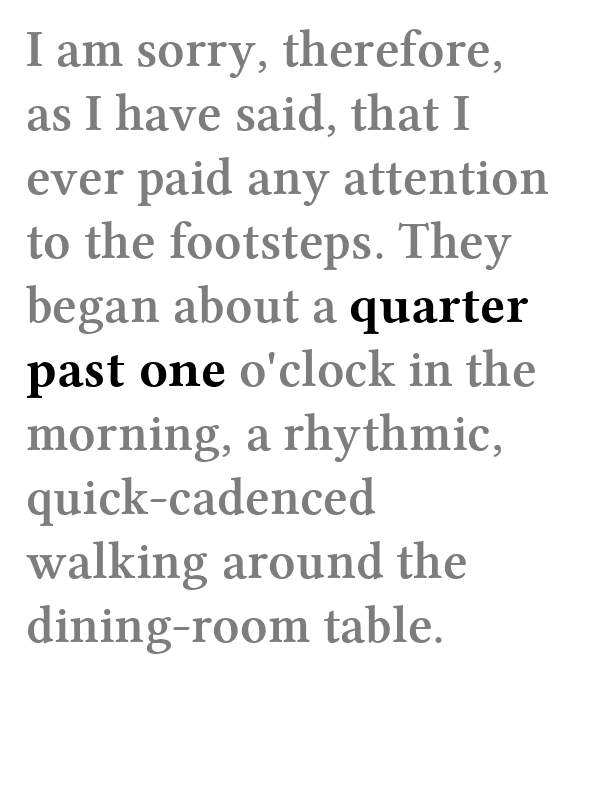 I am sorry, therefore,
as I have said, that I
ever paid any attention
to the footsteps. They
began about a quarter
past one o'clock in the
morning, a rhythmic,
quick-cadenced
walking around the
dining-room table.